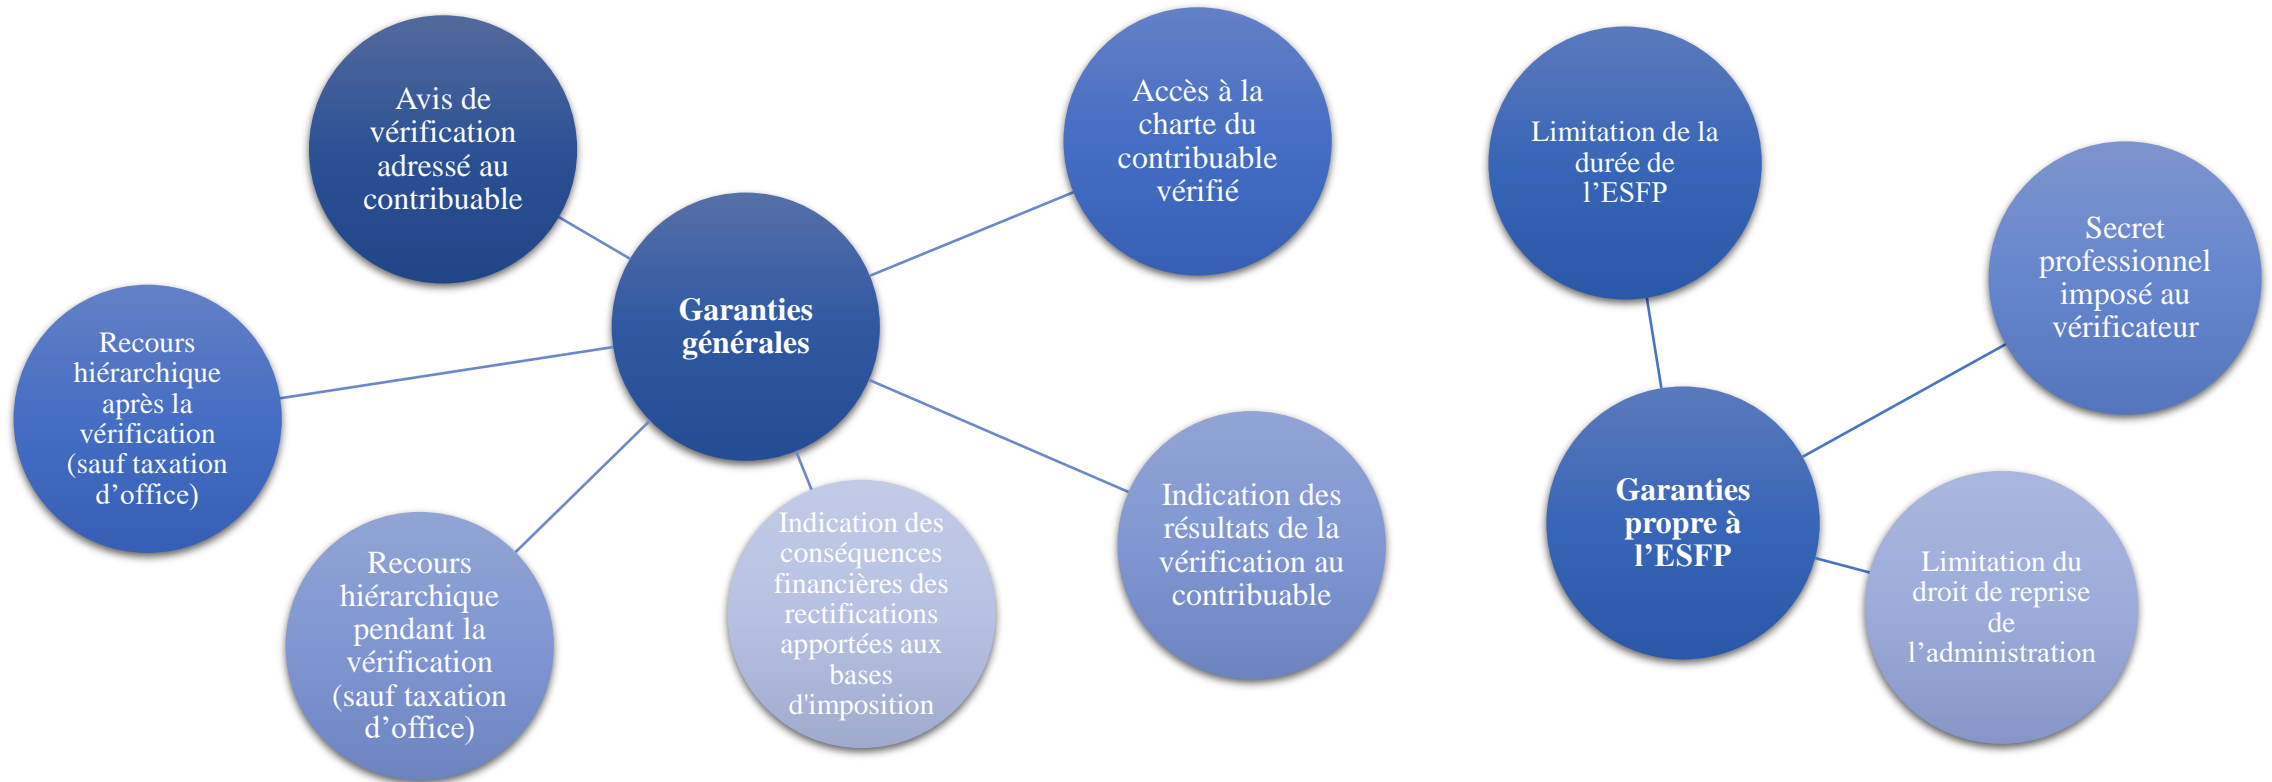 Avis de
vérification
adressé au
contribuable
Accès à la
charte du
contribuable
vérifié
Garanties
générales
Recours
hiérarchique
après la
vérification
(sauf taxation
d’office)
Recours
hiérarchique
pendant la
vérification
(sauf taxation
d’office)
Indication des
conséquences
financières des
rectifications
apportées aux
bases
d'imposition
Indication des
résultats de la
vérification au
contribuable
Limitation de la
durée de
l’ESFP
Secret
professionnel
imposé au
vérificateur
Garanties
propre à
l’ESFP
Limitation du
droit de reprise
de
l’administration